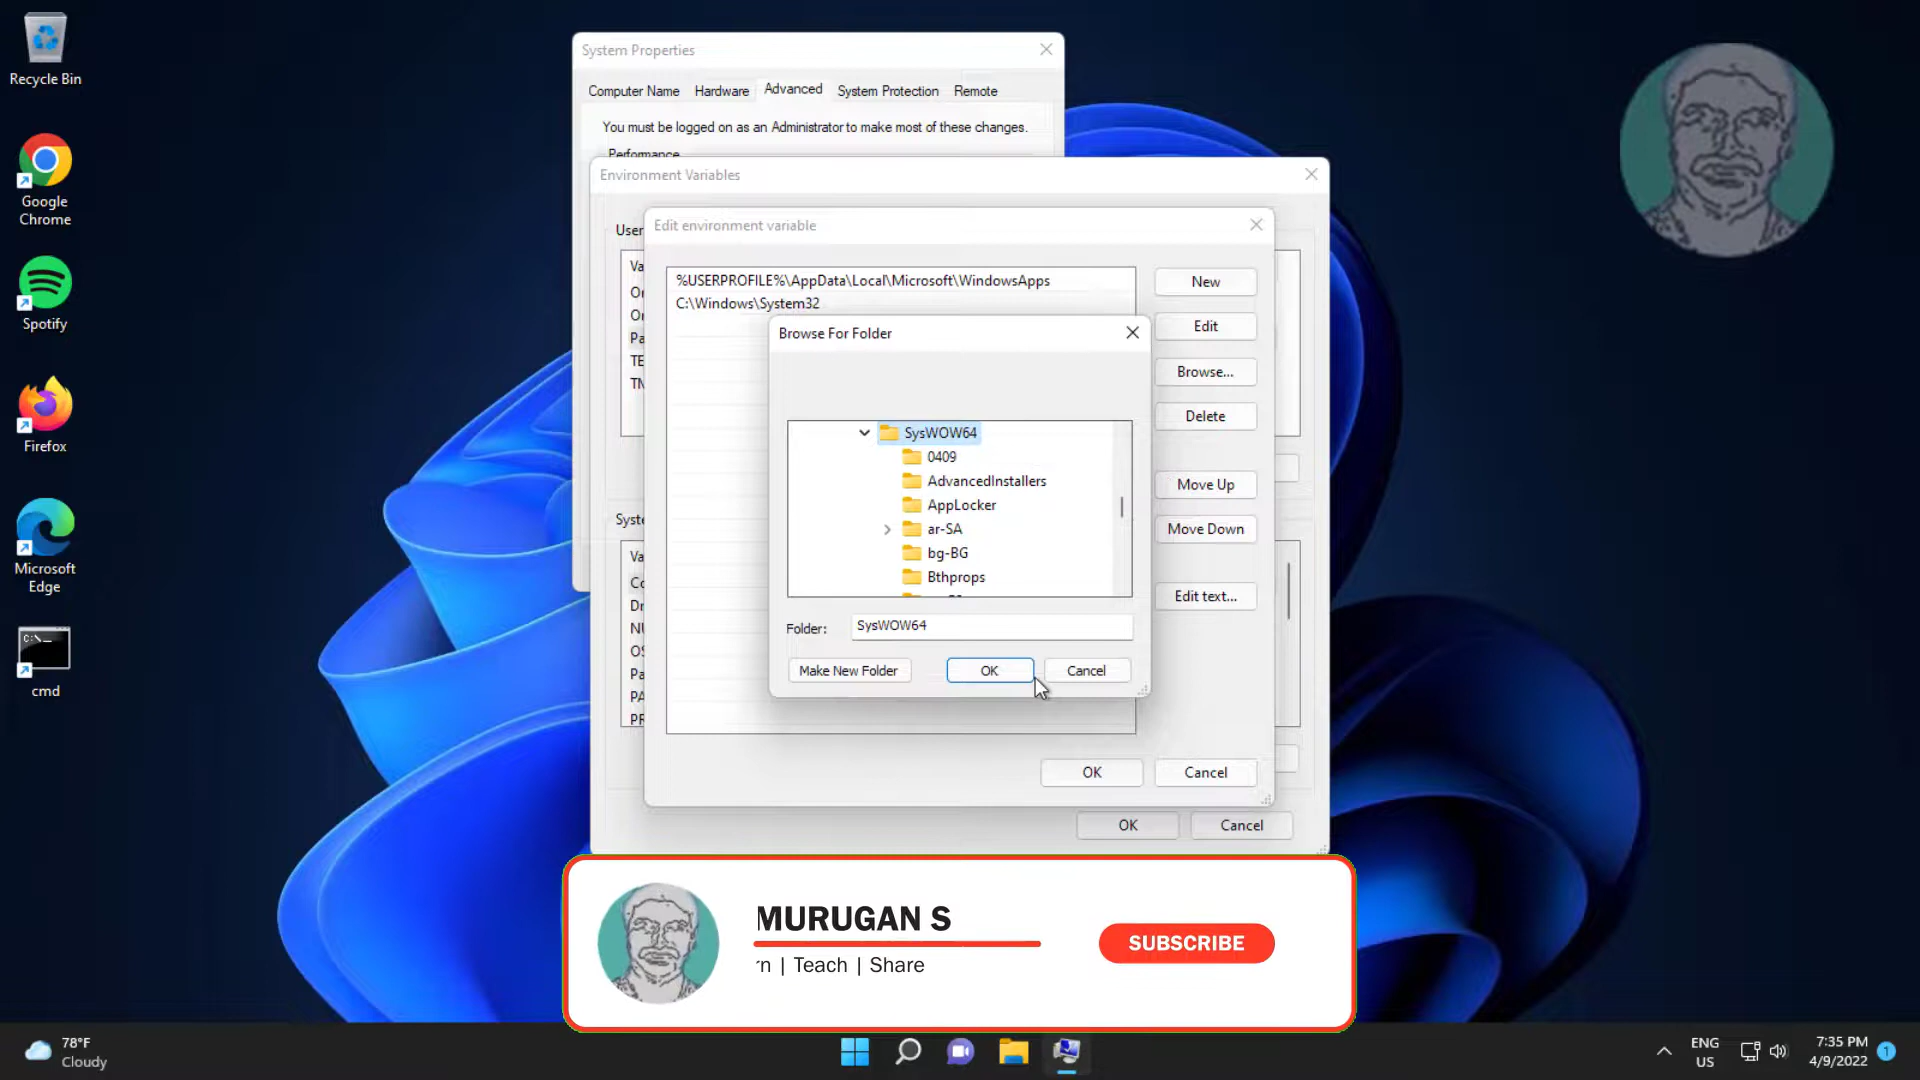 Recycle Bin
Google
Chrome
Spotify
Firefox
Microsoft
Edge
cmd
System Properties
Computer Name Hardware Advanced System Protection Remote
You must be logged on as an Administrator to make most of these changes.
Performance
Environment Variables
User
Edit environment variable
%USERPROFILE%\AppData\Local\Microsoft\WindowsApps
C:\Windows\System32
New
Edit
Browse...
Delete
Move Up
Move Down
Edit text...
Va
On
On
Pa
TE
TN
Syste
Va
Co
Dr
NU
OS
Pa
PA
PR
Browse For Folder
SysWOW64
0409
AdvancedInstallers
AppLocker
ar-SA
bg-BG
Bthprops
Folder: SysWOW64
Make New Folder OK Cancel
OK Cancel
OK Cancel
MURUGAN S
rn | Teach | Share
SUBSCRIBE
78°F
Cloudy
ENG
US
7:35 PM
4/9/2022
1